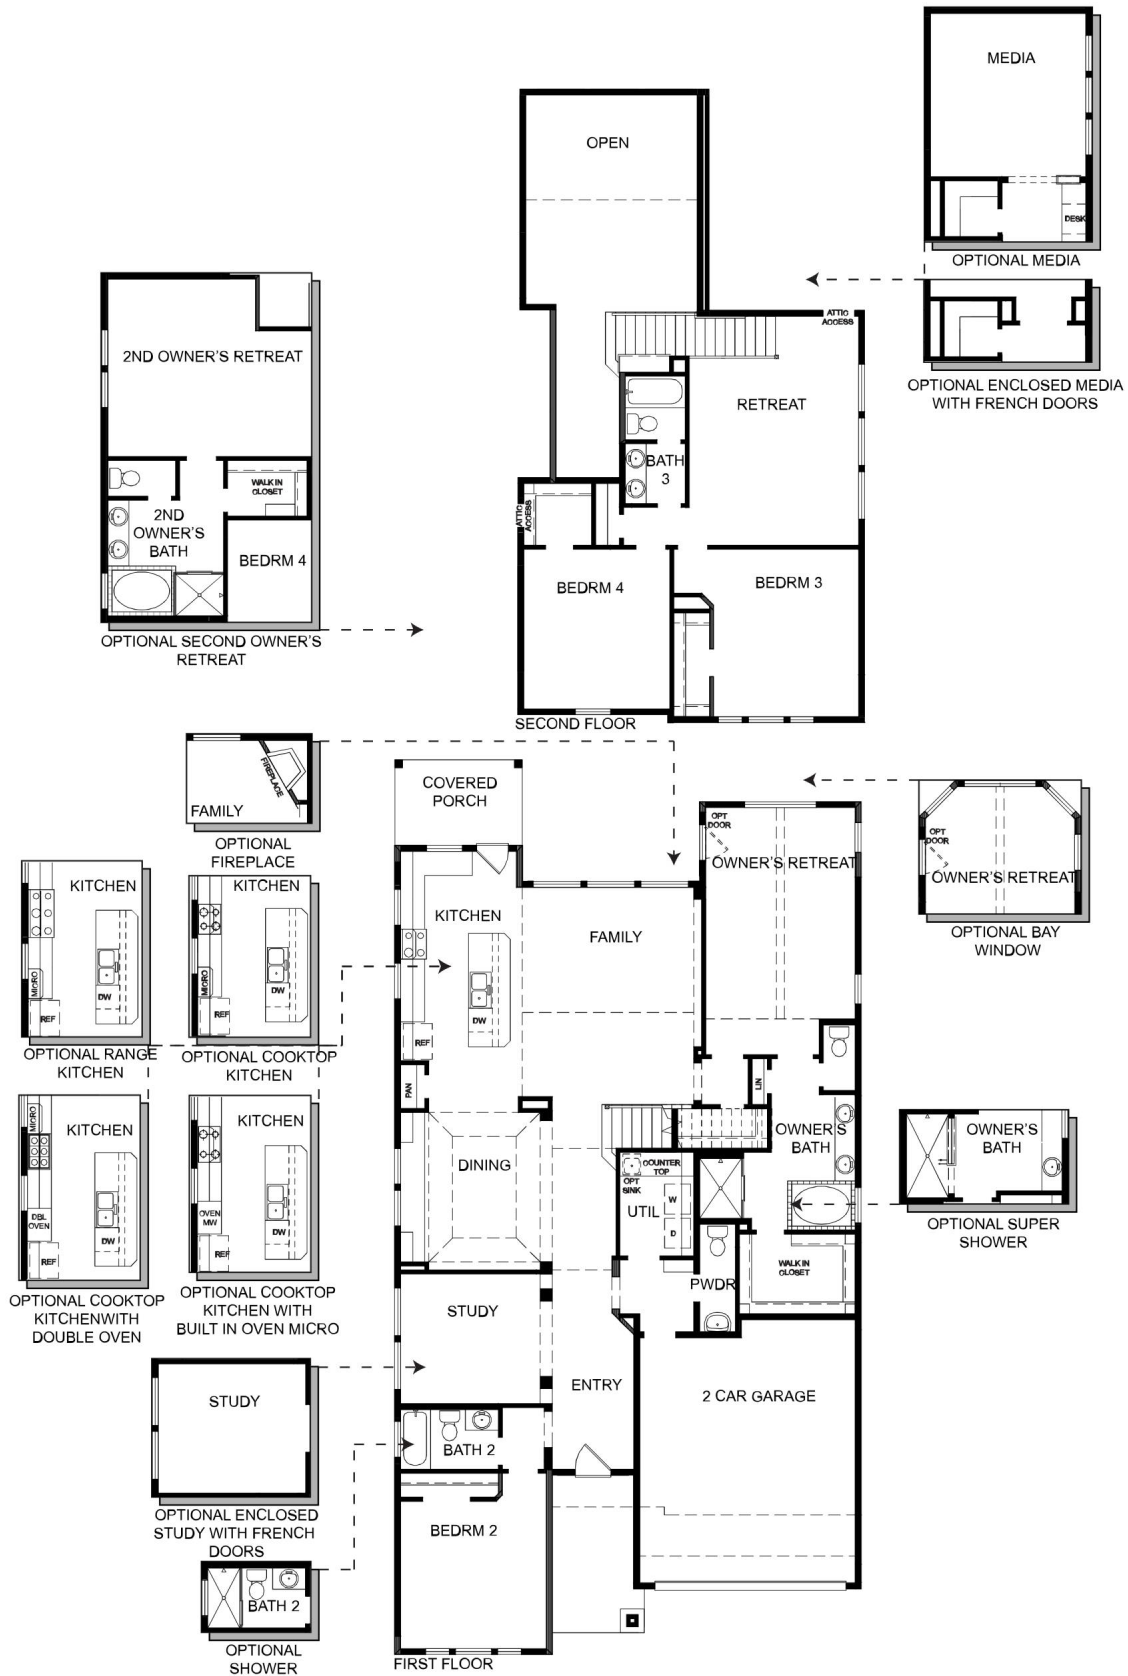 MEDIA
DESK
OPTIONAL MEDIA
OPTIONAL ENCLOSED MEDIA
WITH FRENCH DOORS
OPEN
ATTIC
ACCESS
RETREAT
BATH
3
ATTIC
ACCESS
BEDRM 4
BEDRM 3
SECOND FLOOR
2ND OWNER'S RETREAT
WALK IN
CLOSET
2ND
OWNER'S
BATH
BEDRM 4
OPTIONAL SECOND OWNER'S
RETREAT
FIREPLACE
FAMILY
OPTIONAL
FIREPLACE
KITCHEN
MICRO
DW
REF
OPTIONAL RANGE
KITCHEN
KITCHEN
MICRO
DW
REF
OPTIONAL COOKTOP
KITCHEN
MICRO
KITCHEN
DBL
OVEN
DW
REF
OPTIONAL COOKTOP
KITCHENWITH
DOUBLE OVEN
KITCHEN
OVEN
MW
DW
REF
OPTIONAL COOKTOP
KITCHEN WITH
BUILT IN OVEN MICRO
STUDY
OPTIONAL ENCLOSED
STUDY WITH FRENCH
DOORS
BATH 2
OPTIONAL
SHOWER
COVERED
PORCH
OPT
DOOR
OWNER'S RETREAT
KITCHEN
FAMILY
DW
REF
PAN
LIN
DINING
OWNER'S
BATH
COUNTER
TOP
OPT
SINK
W
UTIL
D
WALK IN
CLOSET
PWDR
STUDY
ENTRY
2 CAR GARAGE
BATH 2
BEDRM 2
FIRST FLOOR
OPT
DOOR
OWNER'S RETREAT
OPTIONAL BAY
WINDOW
OWNER'S
BATH
OPTIONAL SUPER
SHOWER